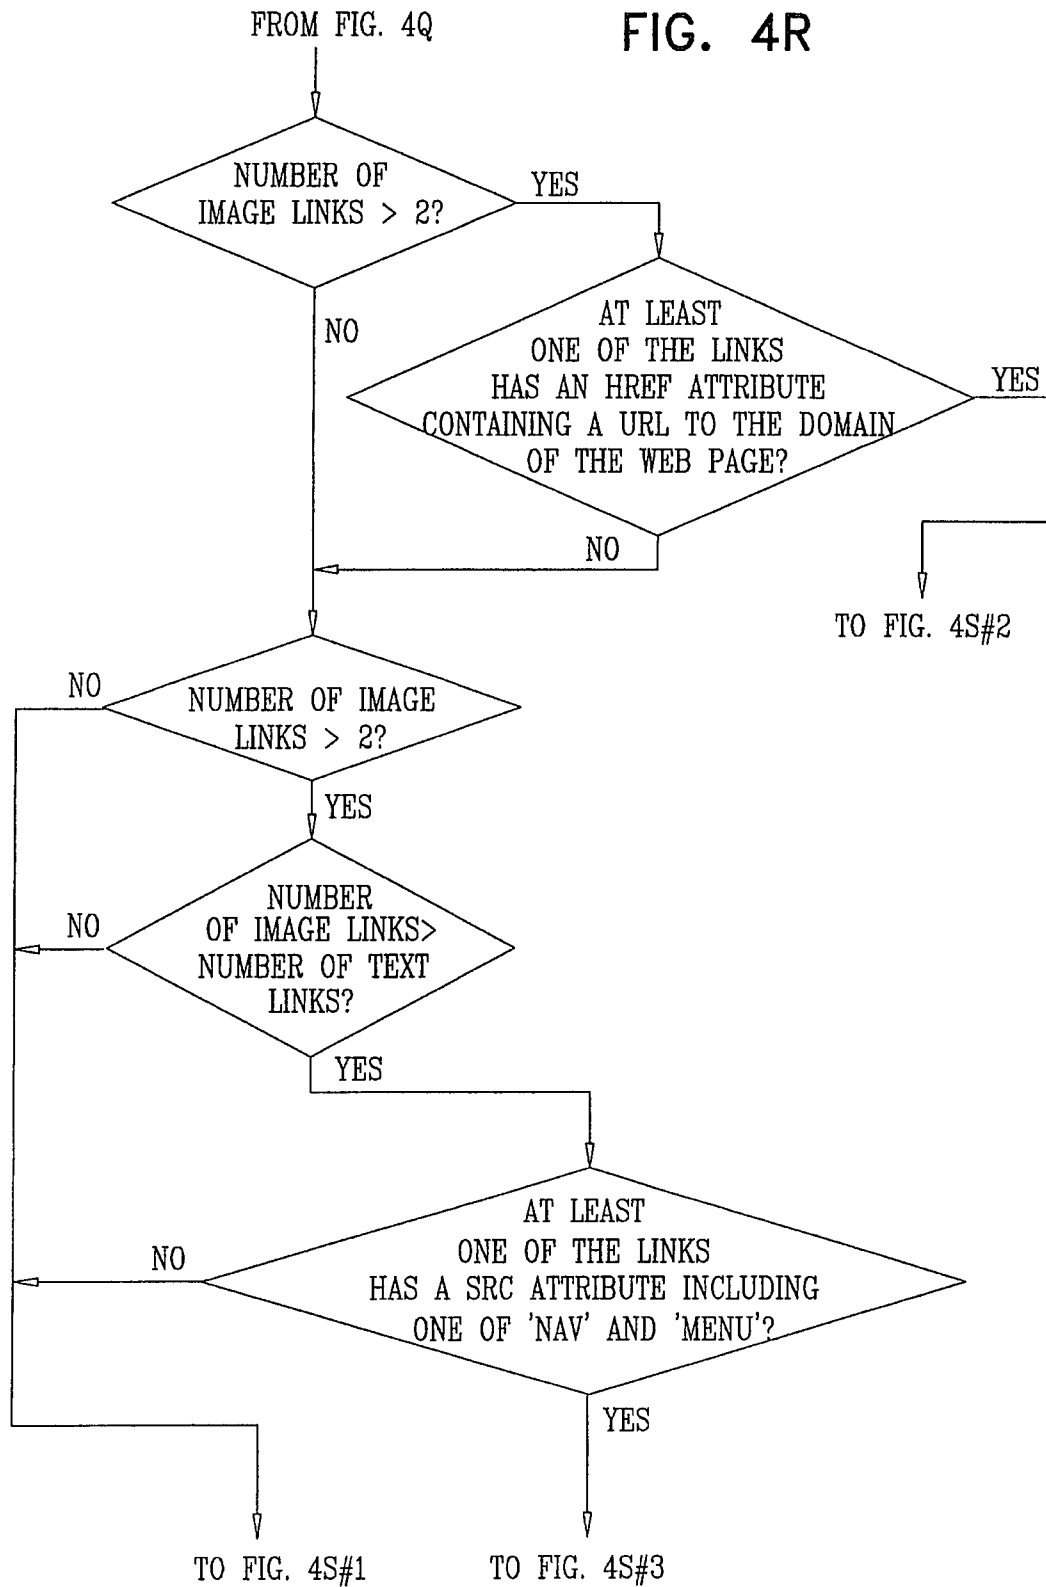 FROM FIG. 4Q
FIG. 4R
NUMBER OF
IMAGE LINKS > 2?
YES
NO
AT LEAST
ONE OF THE LINKS
HAS AN HREF ATTRIBUTE
CONTAINING A URL TO THE DOMAIN
OF THE WEB PAGE?
YES
NO
TO FIG. 4S#2
NO
NUMBER OF IMAGE
LINKS > 2?
YES
NO
NUMBER
OF IMAGE LINKS>
NUMBER OF TEXT
LINKS?
YES
AT LEAST
ONE OF THE LINKS
HAS A SRC ATTRIBUTE INCLUDING
ONE OF 'NAV' AND 'MENU'?
NO
YES
TO FIG. 4S#1
TO FIG. 4S#3